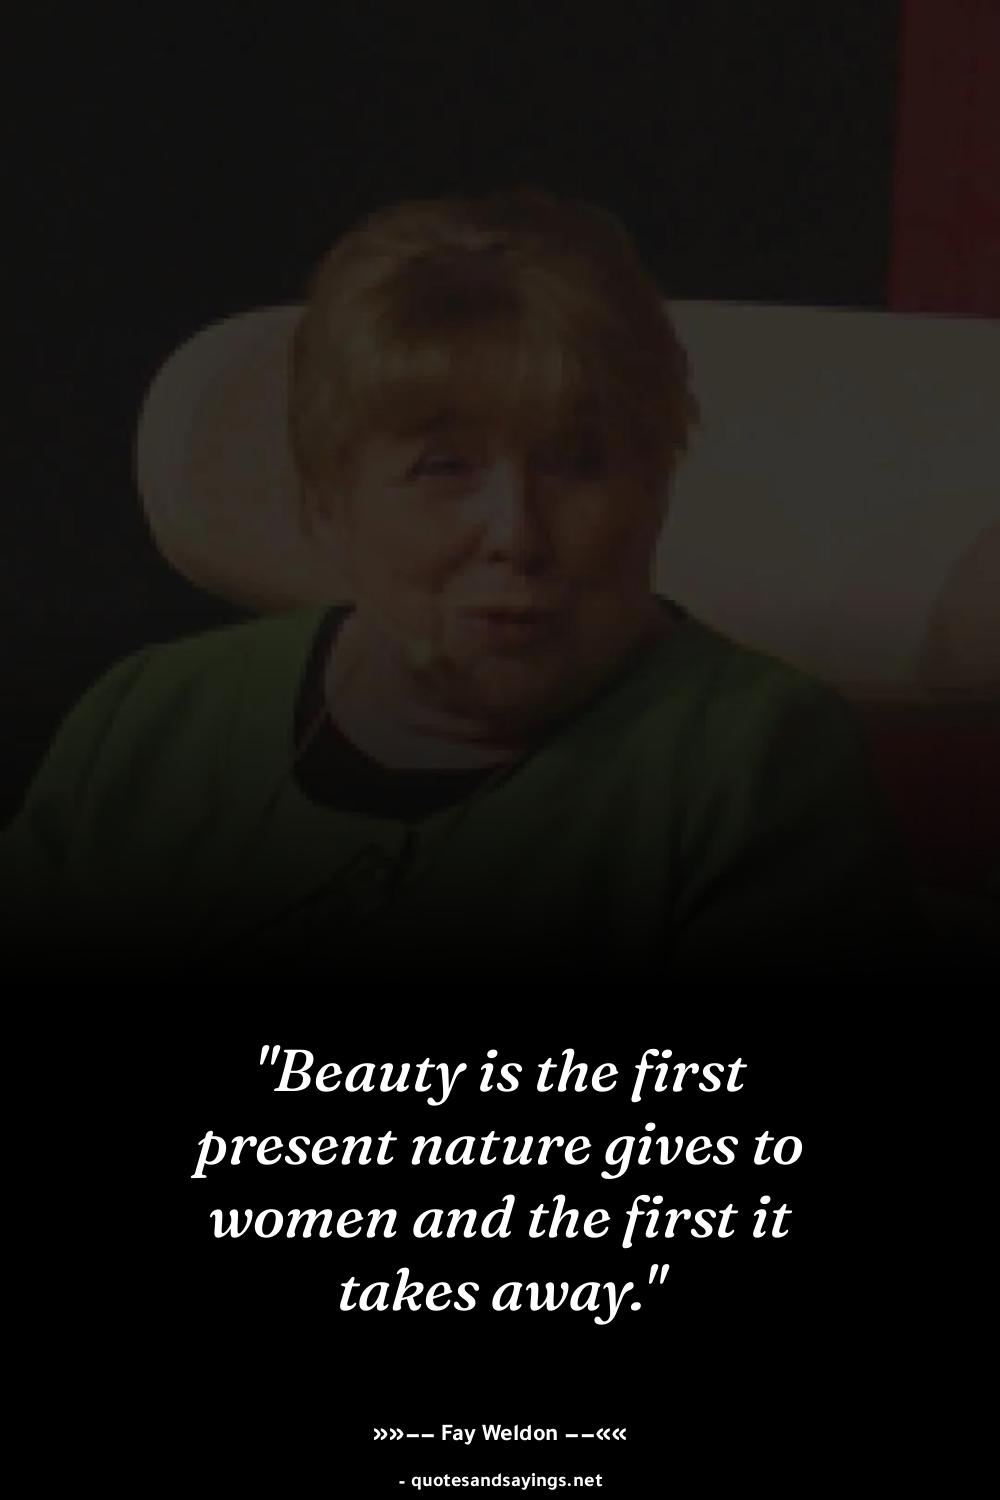 "Beauty is the first
present nature gives to
women and the first it
takes away."
»»−− Fay Weldon −−««
- quotesandsayings.net